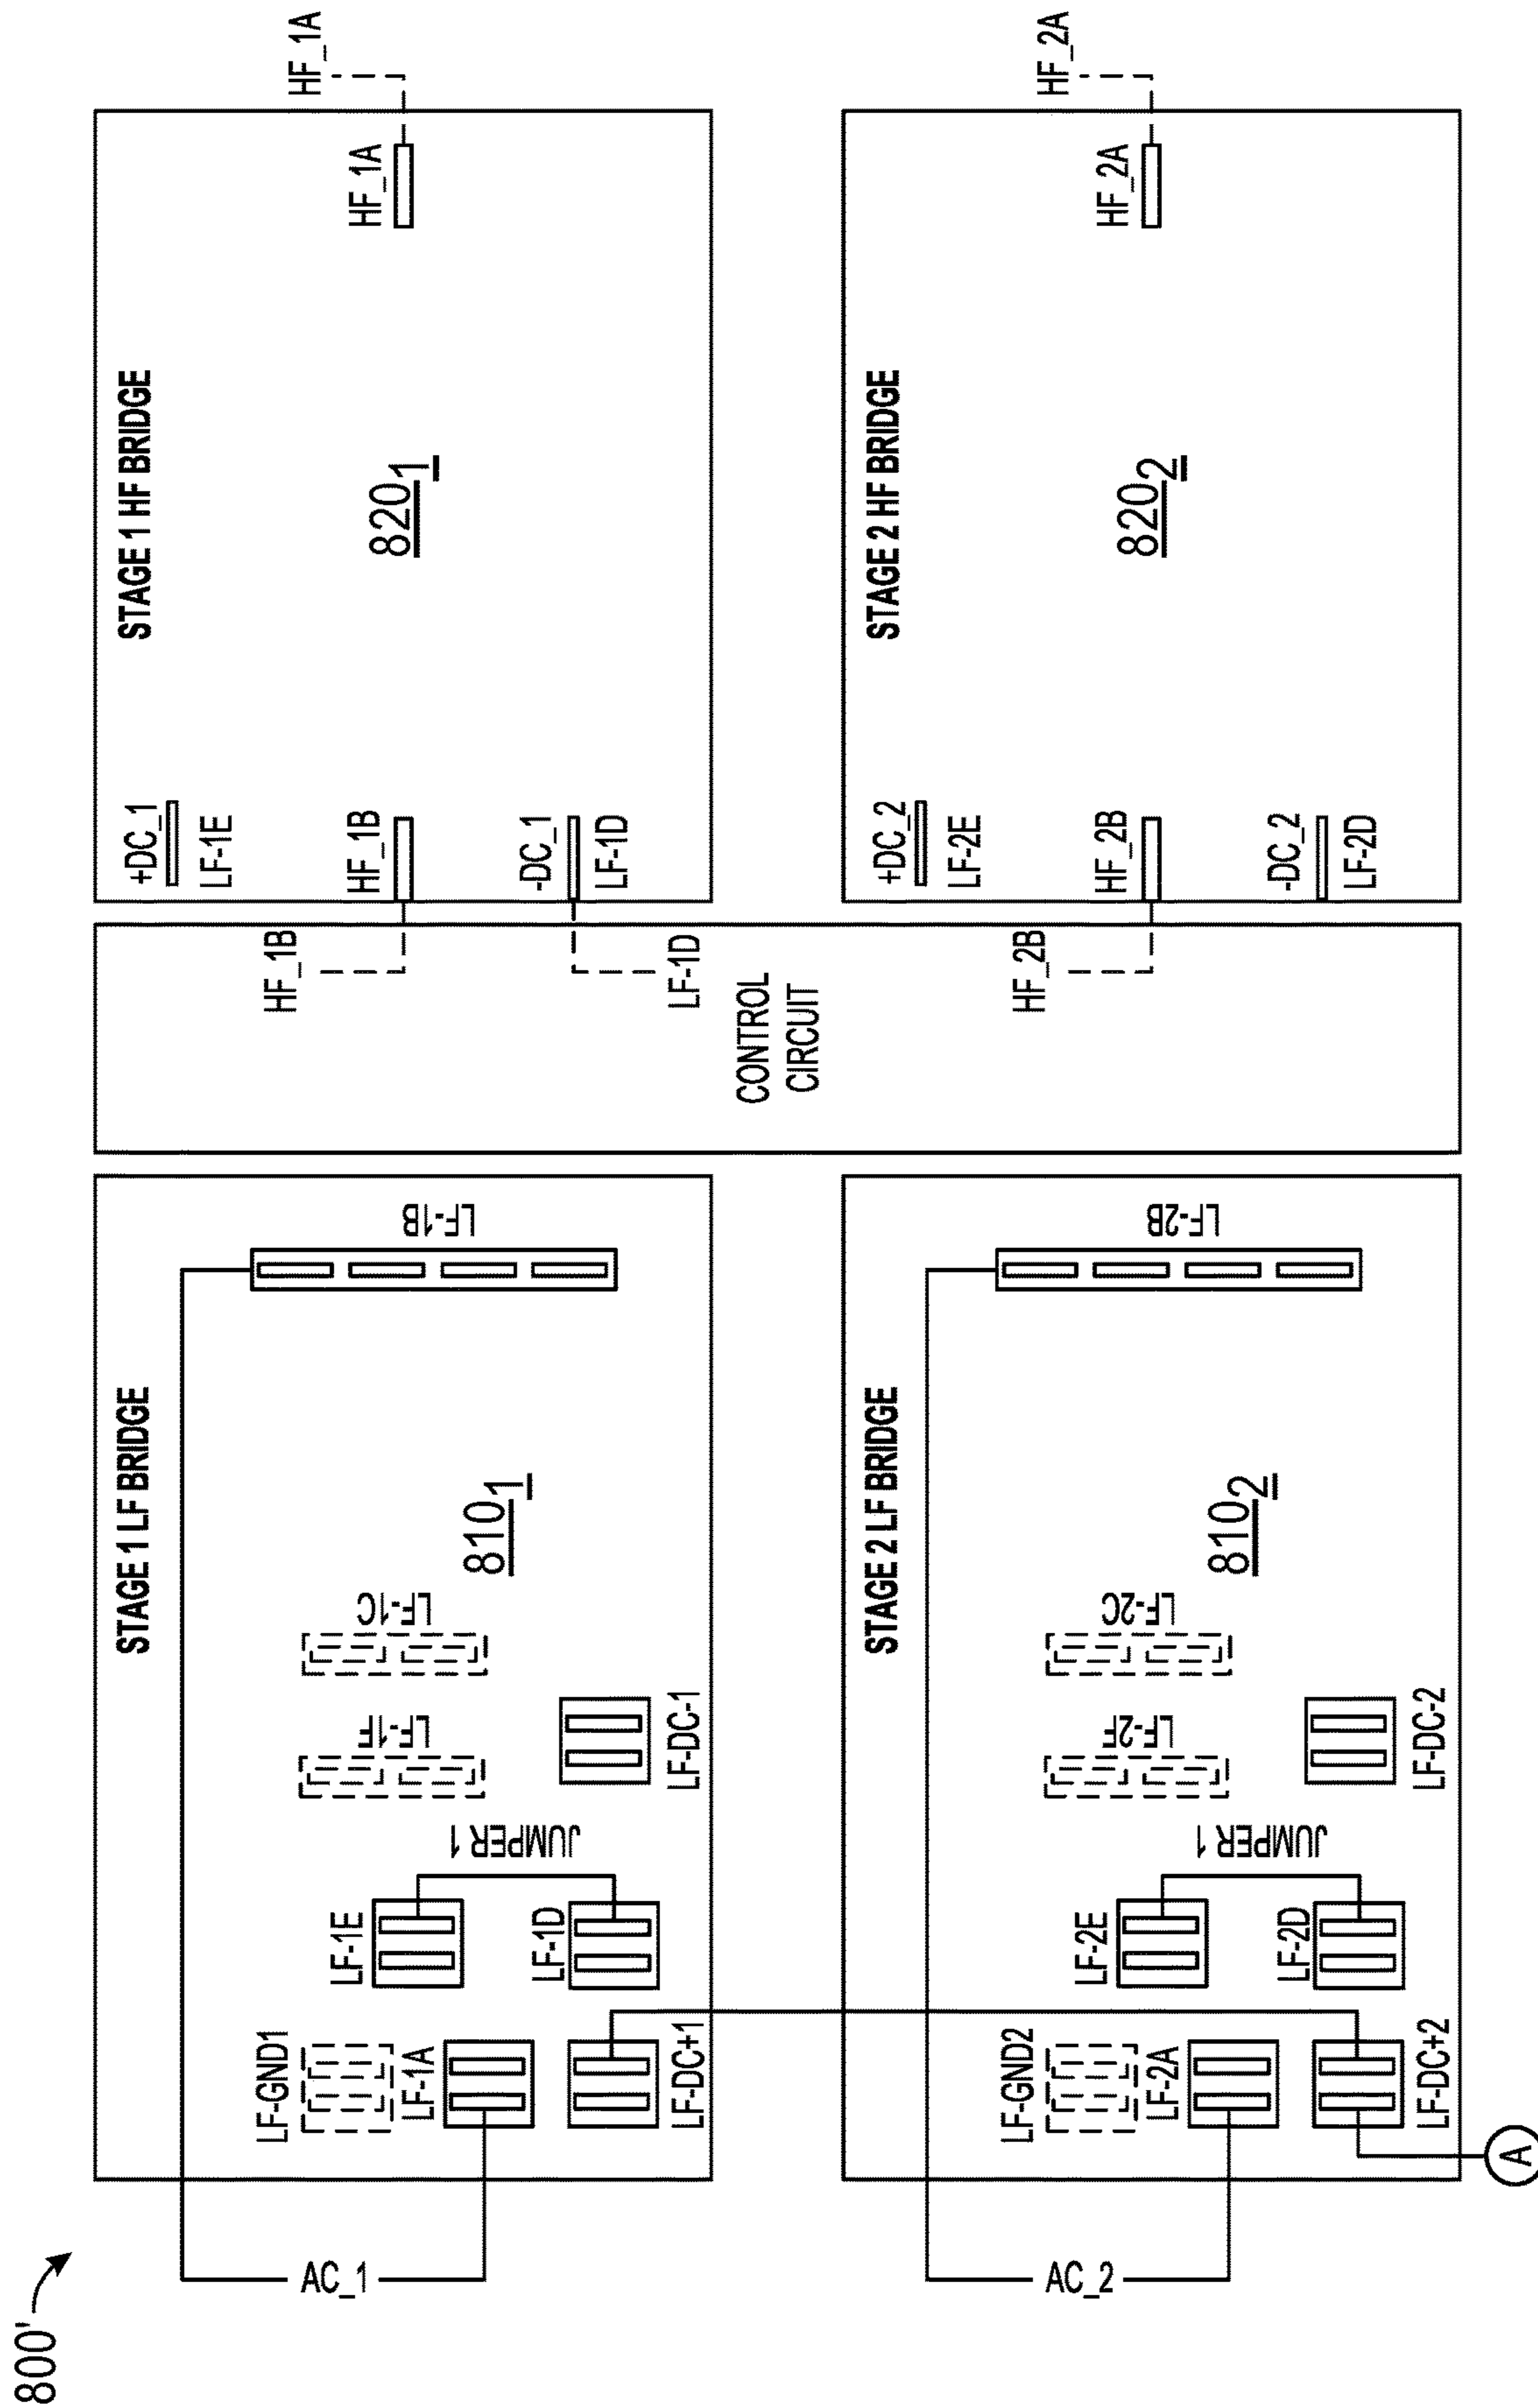 800'
STAGE 1 LF BRIDGE
810₁
AC_1
LF-GND1
LF-1A
LF-DC+1
LF-1E
LF-1D
JUMPER 1
LF-1F
LF-1C
LF-DC-1
LF-1B
STAGE 2 LF BRIDGE
810₂
AC_2
LF-GND2
LF-2A
LF-DC+2
LF-2E
LF-2D
JUMPER 1
LF-2F
LF-2C
LF-DC-2
LF-2B
A
CONTROL
CIRCUIT
HF_1B
LF-1D
HF_2B
STAGE 1 HF BRIDGE
820₁
+DC_1
LF-1E
HF_1B
-DC_1
LF-1D
HF_1A
HF_1A
STAGE 2 HF BRIDGE
820₂
+DC_2
LF-2E
HF_2B
-DC_2
LF-2D
HF_2A
HF_2A